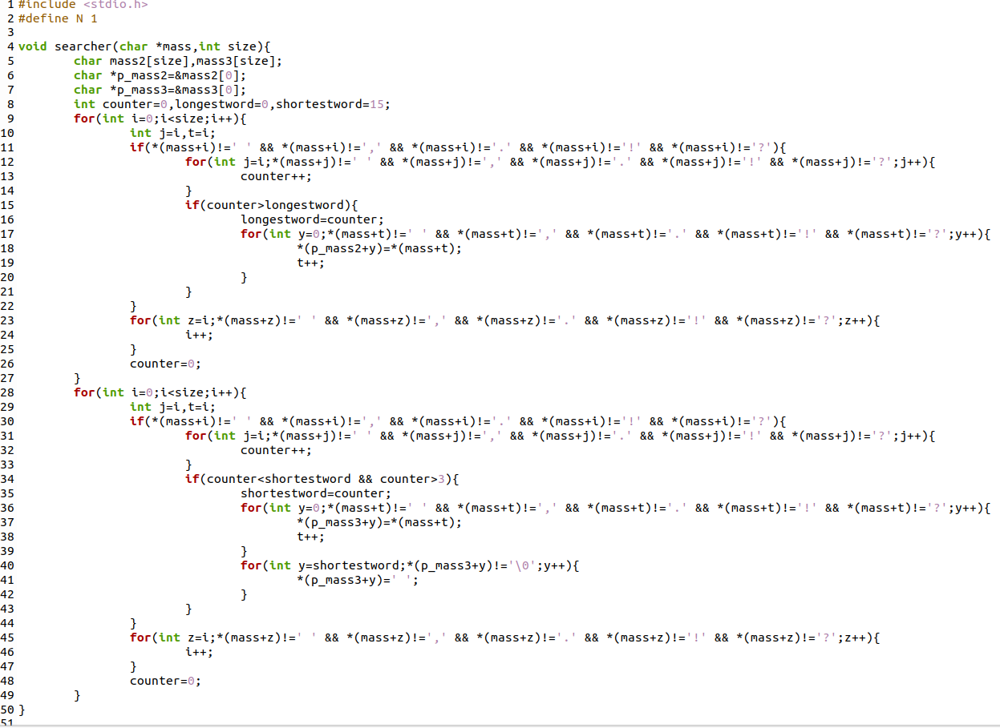 1 #include <stdio.h>
2 #define N 1
3
4 void searcher(char *mass,int size){
5         char mass2[size],mass3[size];
6         char *p_mass2=&mass2[0];
7         char *p_mass3=&mass3[0];
8         int counter=0,longestword=0,shortestword=15;
9         for(int i=0;i<size;i++){
10                 int j=i,t=i;
11                 if(*(mass+i)!=' ' && *(mass+i)!=',' && *(mass+i)!='.' && *(mass+i)!='!' && *(mass+i)!='?'){
12                         for(int j=i;*(mass+j)!=' ' && *(mass+j)!=',' && *(mass+j)!='.' && *(mass+j)!='!' && *(mass+j)!='?';j++){
13                                 counter++;
14                         }
15                         if(counter>longestword){
16                                 longestword=counter;
17                                 for(int y=0;*(mass+t)!=' ' && *(mass+t)!=',' && *(mass+t)!='.' && *(mass+t)!='!' && *(mass+t)!='?';y++){
18                                         *(p_mass2+y)=*(mass+t);
19                                         t++;
20                                 }
21                         }
22                 }
23                 for(int z=i;*(mass+z)!=' ' && *(mass+z)!=',' && *(mass+z)!='.' && *(mass+z)!='!' && *(mass+z)!='?';z++){
24                         i++;
25                 }
26                 counter=0;
27         }
28         for(int i=0;i<size;i++){
29                 int j=i,t=i;
30                 if(*(mass+i)!=' ' && *(mass+i)!=',' && *(mass+i)!='.' && *(mass+i)!='!' && *(mass+i)!='?'){
31                         for(int j=i;*(mass+j)!=' ' && *(mass+j)!=',' && *(mass+j)!='.' && *(mass+j)!='!' && *(mass+j)!='?';j++){
32                                 counter++;
33                         }
34                         if(counter<shortestword && counter>3){
35                                 shortestword=counter;
36                                 for(int y=0;*(mass+t)!=' ' && *(mass+t)!=',' && *(mass+t)!='.' && *(mass+t)!='!' && *(mass+t)!='?';y++){
37                                         *(p_mass3+y)=*(mass+t);
38                                         t++;
39                                 }
40                                 for(int y=shortestword;*(p_mass3+y)!='\0';y++){
41                                         *(p_mass3+y)=' ';
42                                 }
43                         }
44                 }
45                 for(int z=i;*(mass+z)!=' ' && *(mass+z)!=',' && *(mass+z)!='.' && *(mass+z)!='!' && *(mass+z)!='?';z++){
46                         i++;
47                 }
48                 counter=0;
49         }
50 }
51